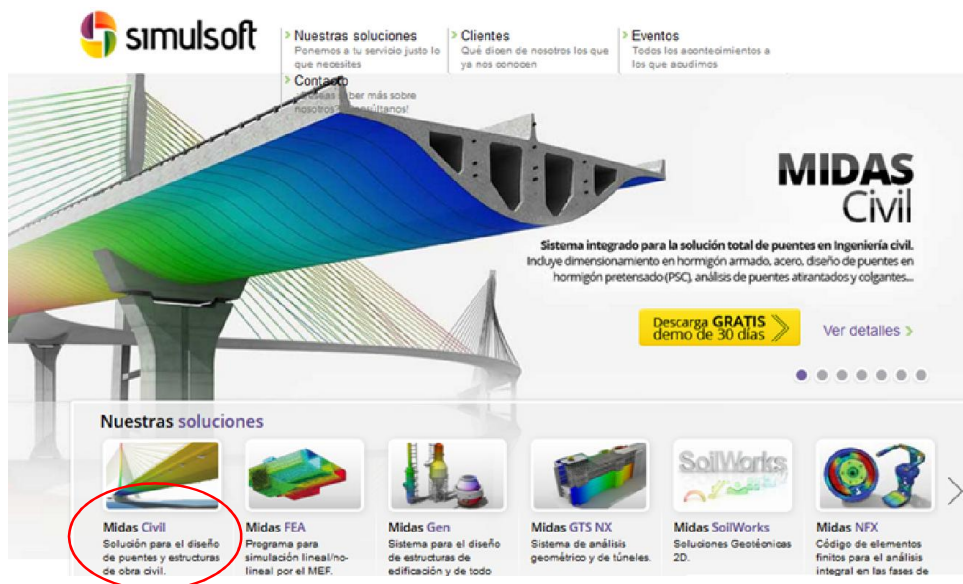 simulsoft
Nuestras soluciones
Ponemos a tu servicio justo lo
que necesites
Clientes
Qué dicen de nosotros los que
ya nos conocen
Eventos
Todos los acontecimientos a
los que acudimos
Contacto
¿Deseas saber más sobre
nosotros? ¡Consúltanos!
MIDAS
Civil
Sistema integrado para la solución total de puentes en Ingeniería civil.
Incluye dimensionamiento en hormigón armado, acero, diseño de puentes en
hormigón pretensado (PSC), análisis de puentes atirantados y colgantes...
Descarga GRATIS
demo de 30 días
Ver detalles
Nuestras soluciones
Midas Civil
Solución para el diseño
de puentes y estructuras
de obra civil.
Midas FEA
Programa para
simulación lineal/no-
lineal por el MEF.
Midas Gen
Sistema para el diseño
de estructuras de
edificación y de todo
Midas GTS NX
Sistema de análisis
geométrico y de túneles.
SoilWorks
Midas SoilWorks
Soluciones Geotécnicas
2D.
Midas NFX
Código de elementos
finitos para el análisis
integral en las fases de